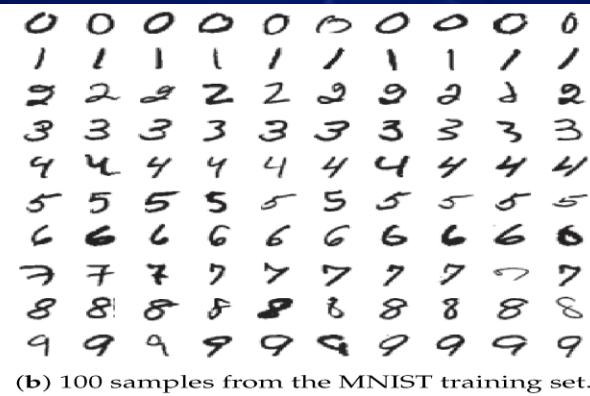 0 0 0 0 0 0 0 0 0 0
1 1 1 1 1 1 1 1 1 1
2 2 2 2 2 2 2 2 2 2
3 3 3 3 3 3 3 3 3 3
4 4 4 4 4 4 4 4 4 4
5 5 5 5 5 5 5 5 5 5
6 6 6 6 6 6 6 6 6 6
7 7 7 7 7 7 7 7 7 7
8 8 8 8 8 8 8 8 8 8
9 9 9 9 9 9 9 9 9 9
(b) 100 samples from the MNIST training set.